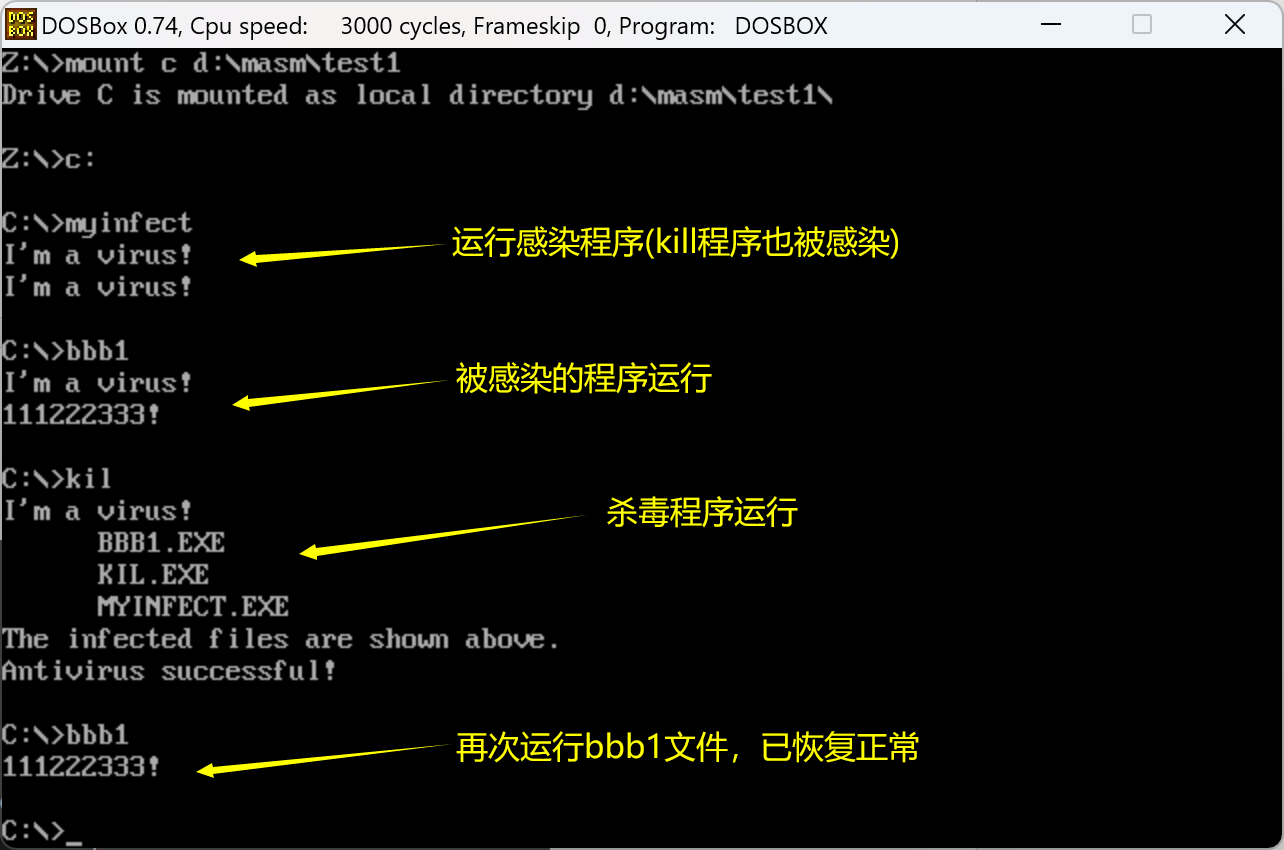 DOS BOX DOSBox 0.74, Cpu speed: 3000 cycles, Frameskip 0, Program: DOSBOX
Z:\>mount c d:\masm\test1
Drive C is mounted as local directory d:\masm\test1\
Z:\>c:
C:\>myinfect
运行感染程序(kill程序也被感染)
I'm a virus!
I'm a virus!
C:\>bbb1
被感染的程序运行
I'm a virus!
111222333!
C:\>kil
I'm a virus!
杀毒程序运行
BBB1.EXE
KIL.EXE
MYINFECT.EXE
The infected files are shown above.
Antivirus successful!
C:\>bbb1
再次运行bbb1文件，已恢复正常
111222333!
C:\>_